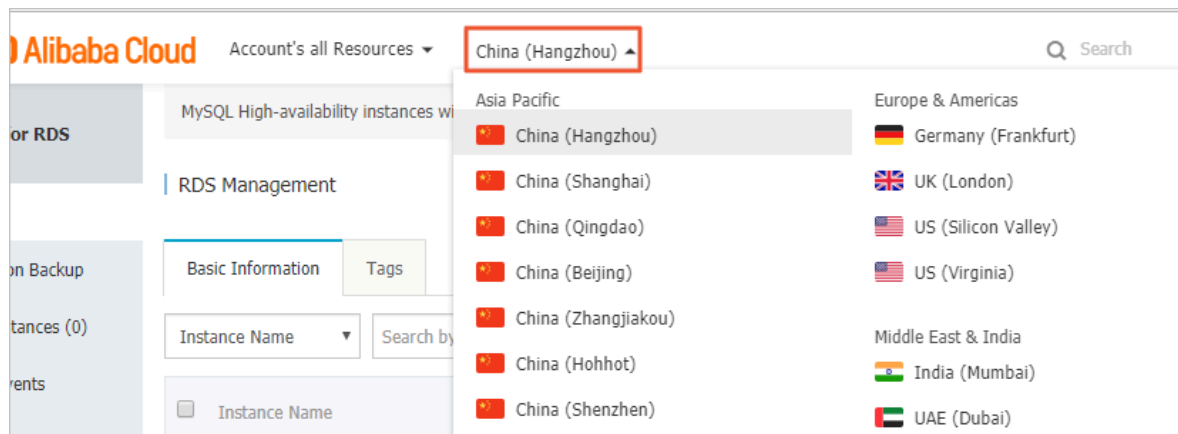 Alibaba Cloud
Account's all Resources
China (Hangzhou)
Search
or RDS
MySQL High-availability instances wi
RDS Management
Basic Information
Tags
on Backup
tances (0)
vents
Instance Name
Search by
Instance Name
Asia Pacific
China (Hangzhou)
China (Shanghai)
China (Qingdao)
China (Beijing)
China (Zhangjiakou)
China (Hohhot)
China (Shenzhen)
Europe & Americas
Germany (Frankfurt)
UK (London)
US (Silicon Valley)
US (Virginia)
Middle East & India
India (Mumbai)
UAE (Dubai)